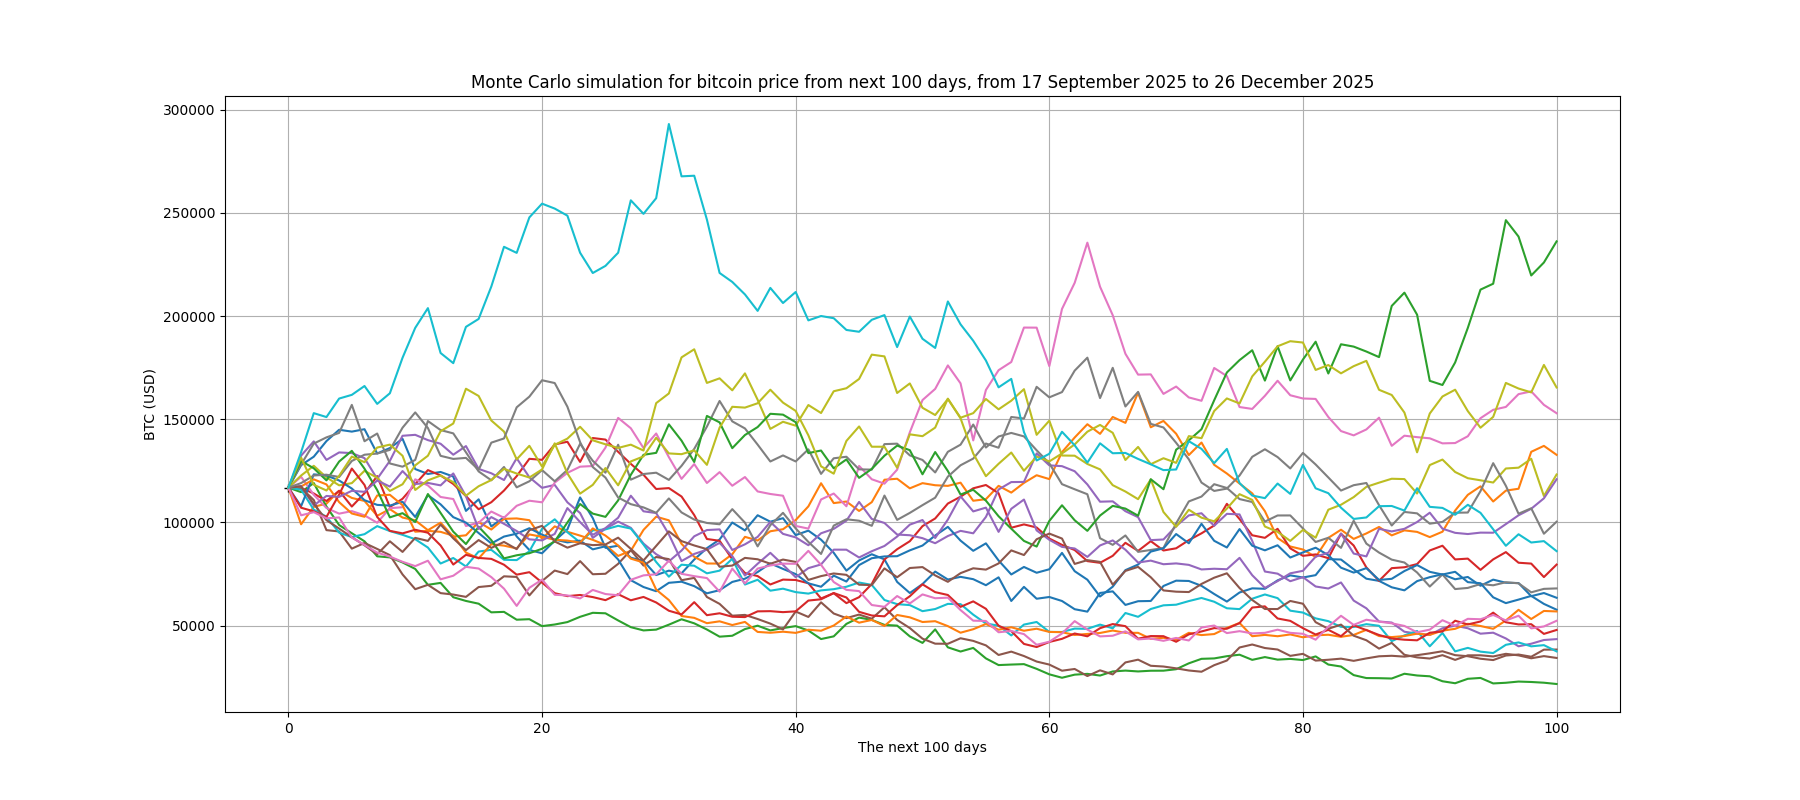 Monte Carlo simulation for bitcoin price from next 100 days, from 17 September 2025 to 26 December 2025
300000
250000
200000
150000
100000
50000
BTC (USD)
0 20 40 60 80 100
The next 100 days